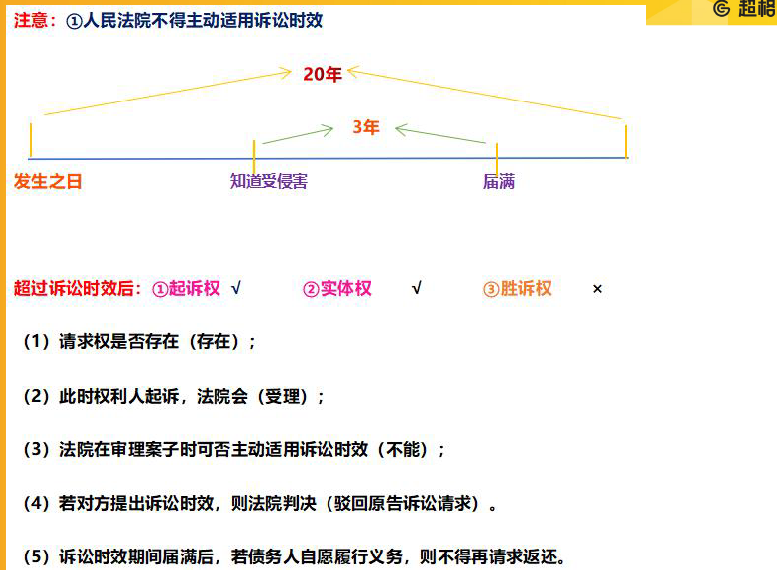 超格
注意：①人民法院不得主动适用诉讼时效
20年
3年
发生之日 知道受侵害 届满
超过诉讼时效后：①起诉权 √ ②实体权 √ ③胜诉权 ×
（1）请求权是否存在（存在）；
（2）此时权利人起诉，法院会（受理）；
（3）法院在审理案子时可否主动适用诉讼时效（不能）；
（4）若对方提出诉讼时效，则法院判决（驳回原告诉讼请求）。
（5）诉讼时效期间届满后，若债务人自愿履行义务，则不得再请求返还。